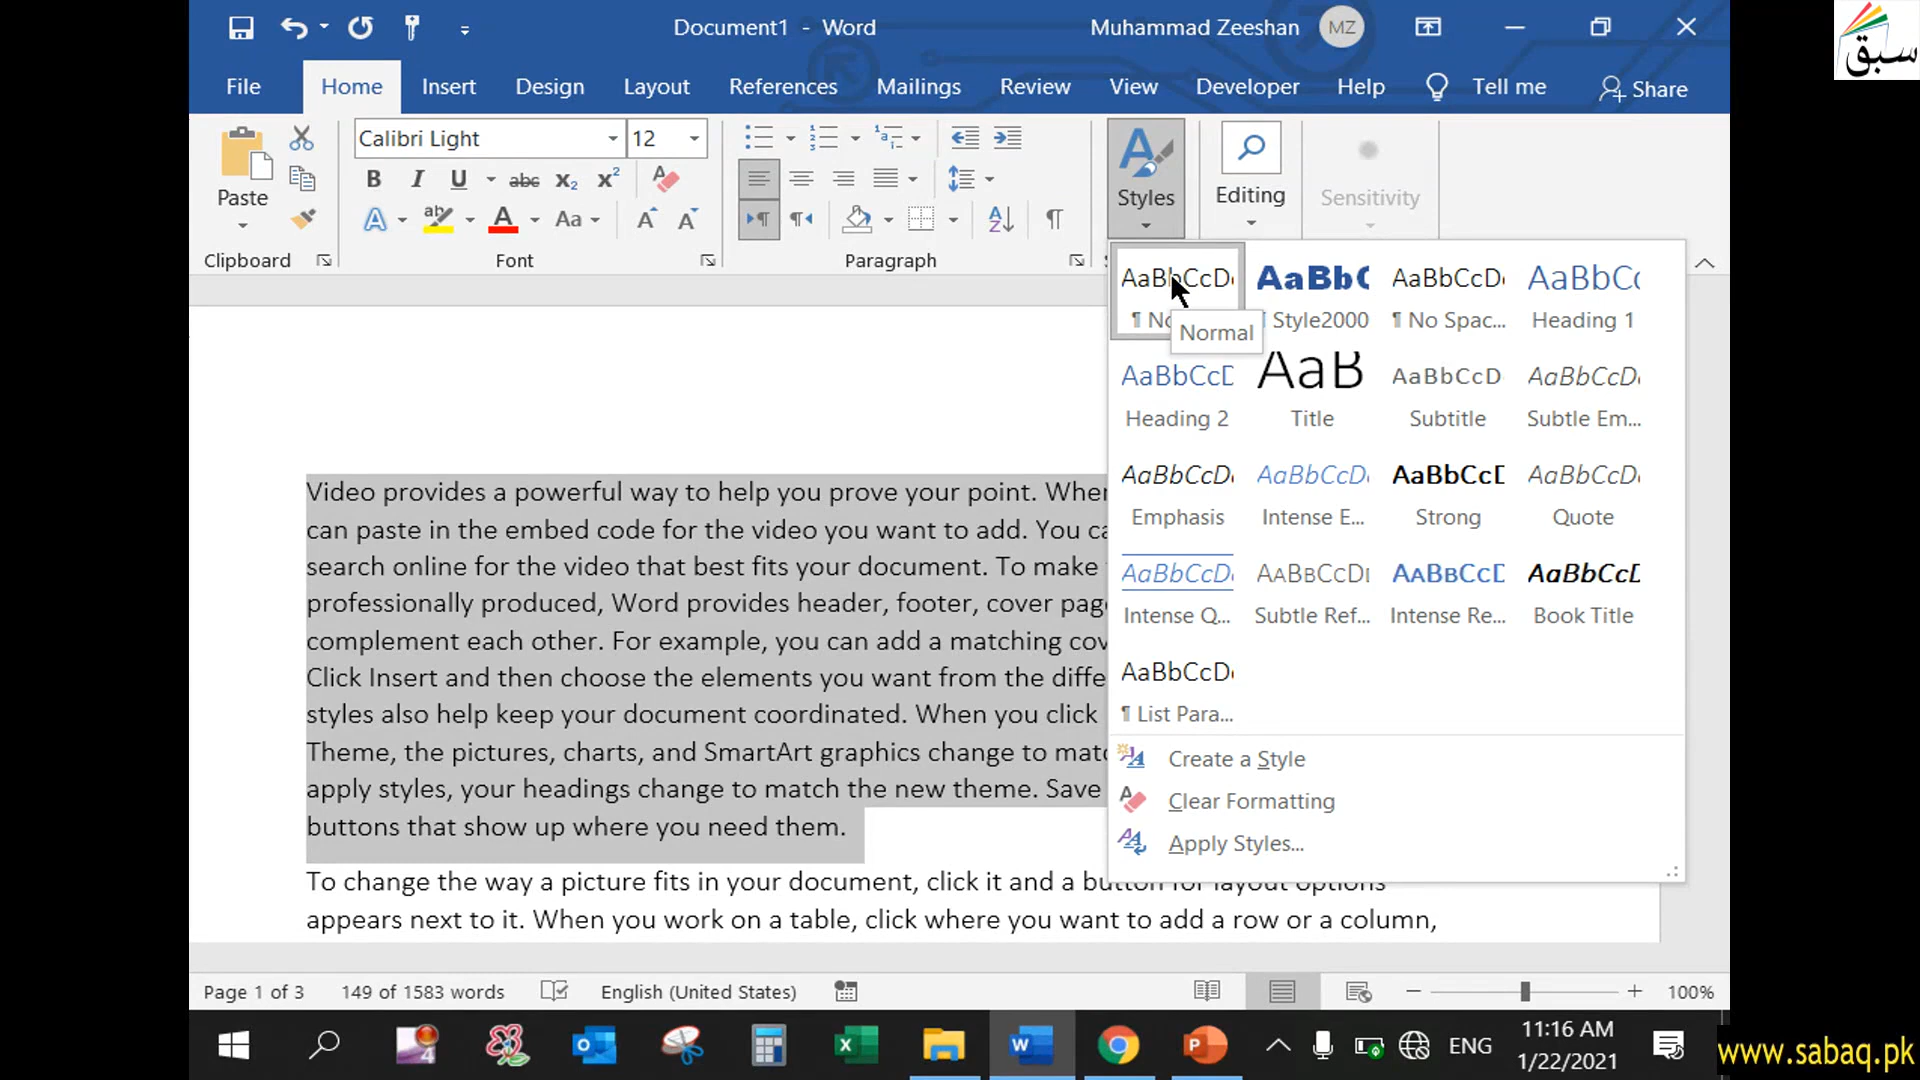 Document1 - Word
Muhammad Zeeshan MZ
سبق
File Home Insert Design Layout References Mailings Review View Developer Help Tell me Share
Calibri Light 12
Paste
Styles
Editing
Sensitivity
Clipboard
Font
Paragraph
AaBbCcDc AaBbC AaBbCcDc AaBbCc
¶ No
Normal
Style2000
¶ No Spac...
Heading 1
AaBbCcD AaB AaBbCcD AaBbCcDc
Heading 2 Title Subtitle Subtle Em...
AaBbCcDc AaBbCcDc AaBbCcD AaBbCcDc
Emphasis Intense E... Strong Quote
AaBbCcDc AaBbCcD AaBbCcD AaBbCcD
Intense Q... Subtle Ref... Intense Re... Book Title
AaBbCcDc
¶ List Para...
Create a Style
Clear Formatting
Apply Styles...
Video provides a powerful way to help you prove your point. When
can paste in the embed code for the video you want to add. You ca
search online for the video that best fits your document. To make
professionally produced, Word provides header, footer, cover page
complement each other. For example, you can add a matching cov
Click Insert and then choose the elements you want from the diffe
styles also help keep your document coordinated. When you click
Theme, the pictures, charts, and SmartArt graphics change to matc
apply styles, your headings change to match the new theme. Save
buttons that show up where you need them.
To change the way a picture fits in your document, click it and a button for layout options
appears next to it. When you work on a table, click where you want to add a row or a column,
Page 1 of 3 149 of 1583 words English (United States) 100%
4 ENG 11:16 AM
1/22/2021
www.sabaq.pk